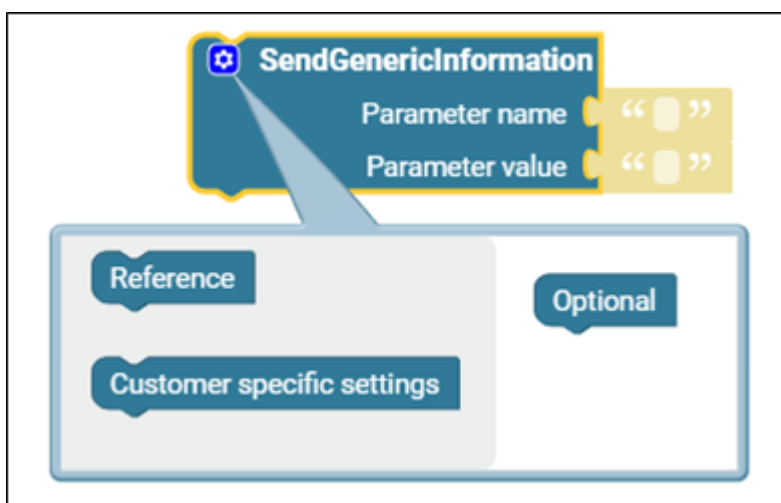 SendGenericInformation
Parameter name “ ”
Parameter value “ ”
Reference
Optional
Customer specific settings